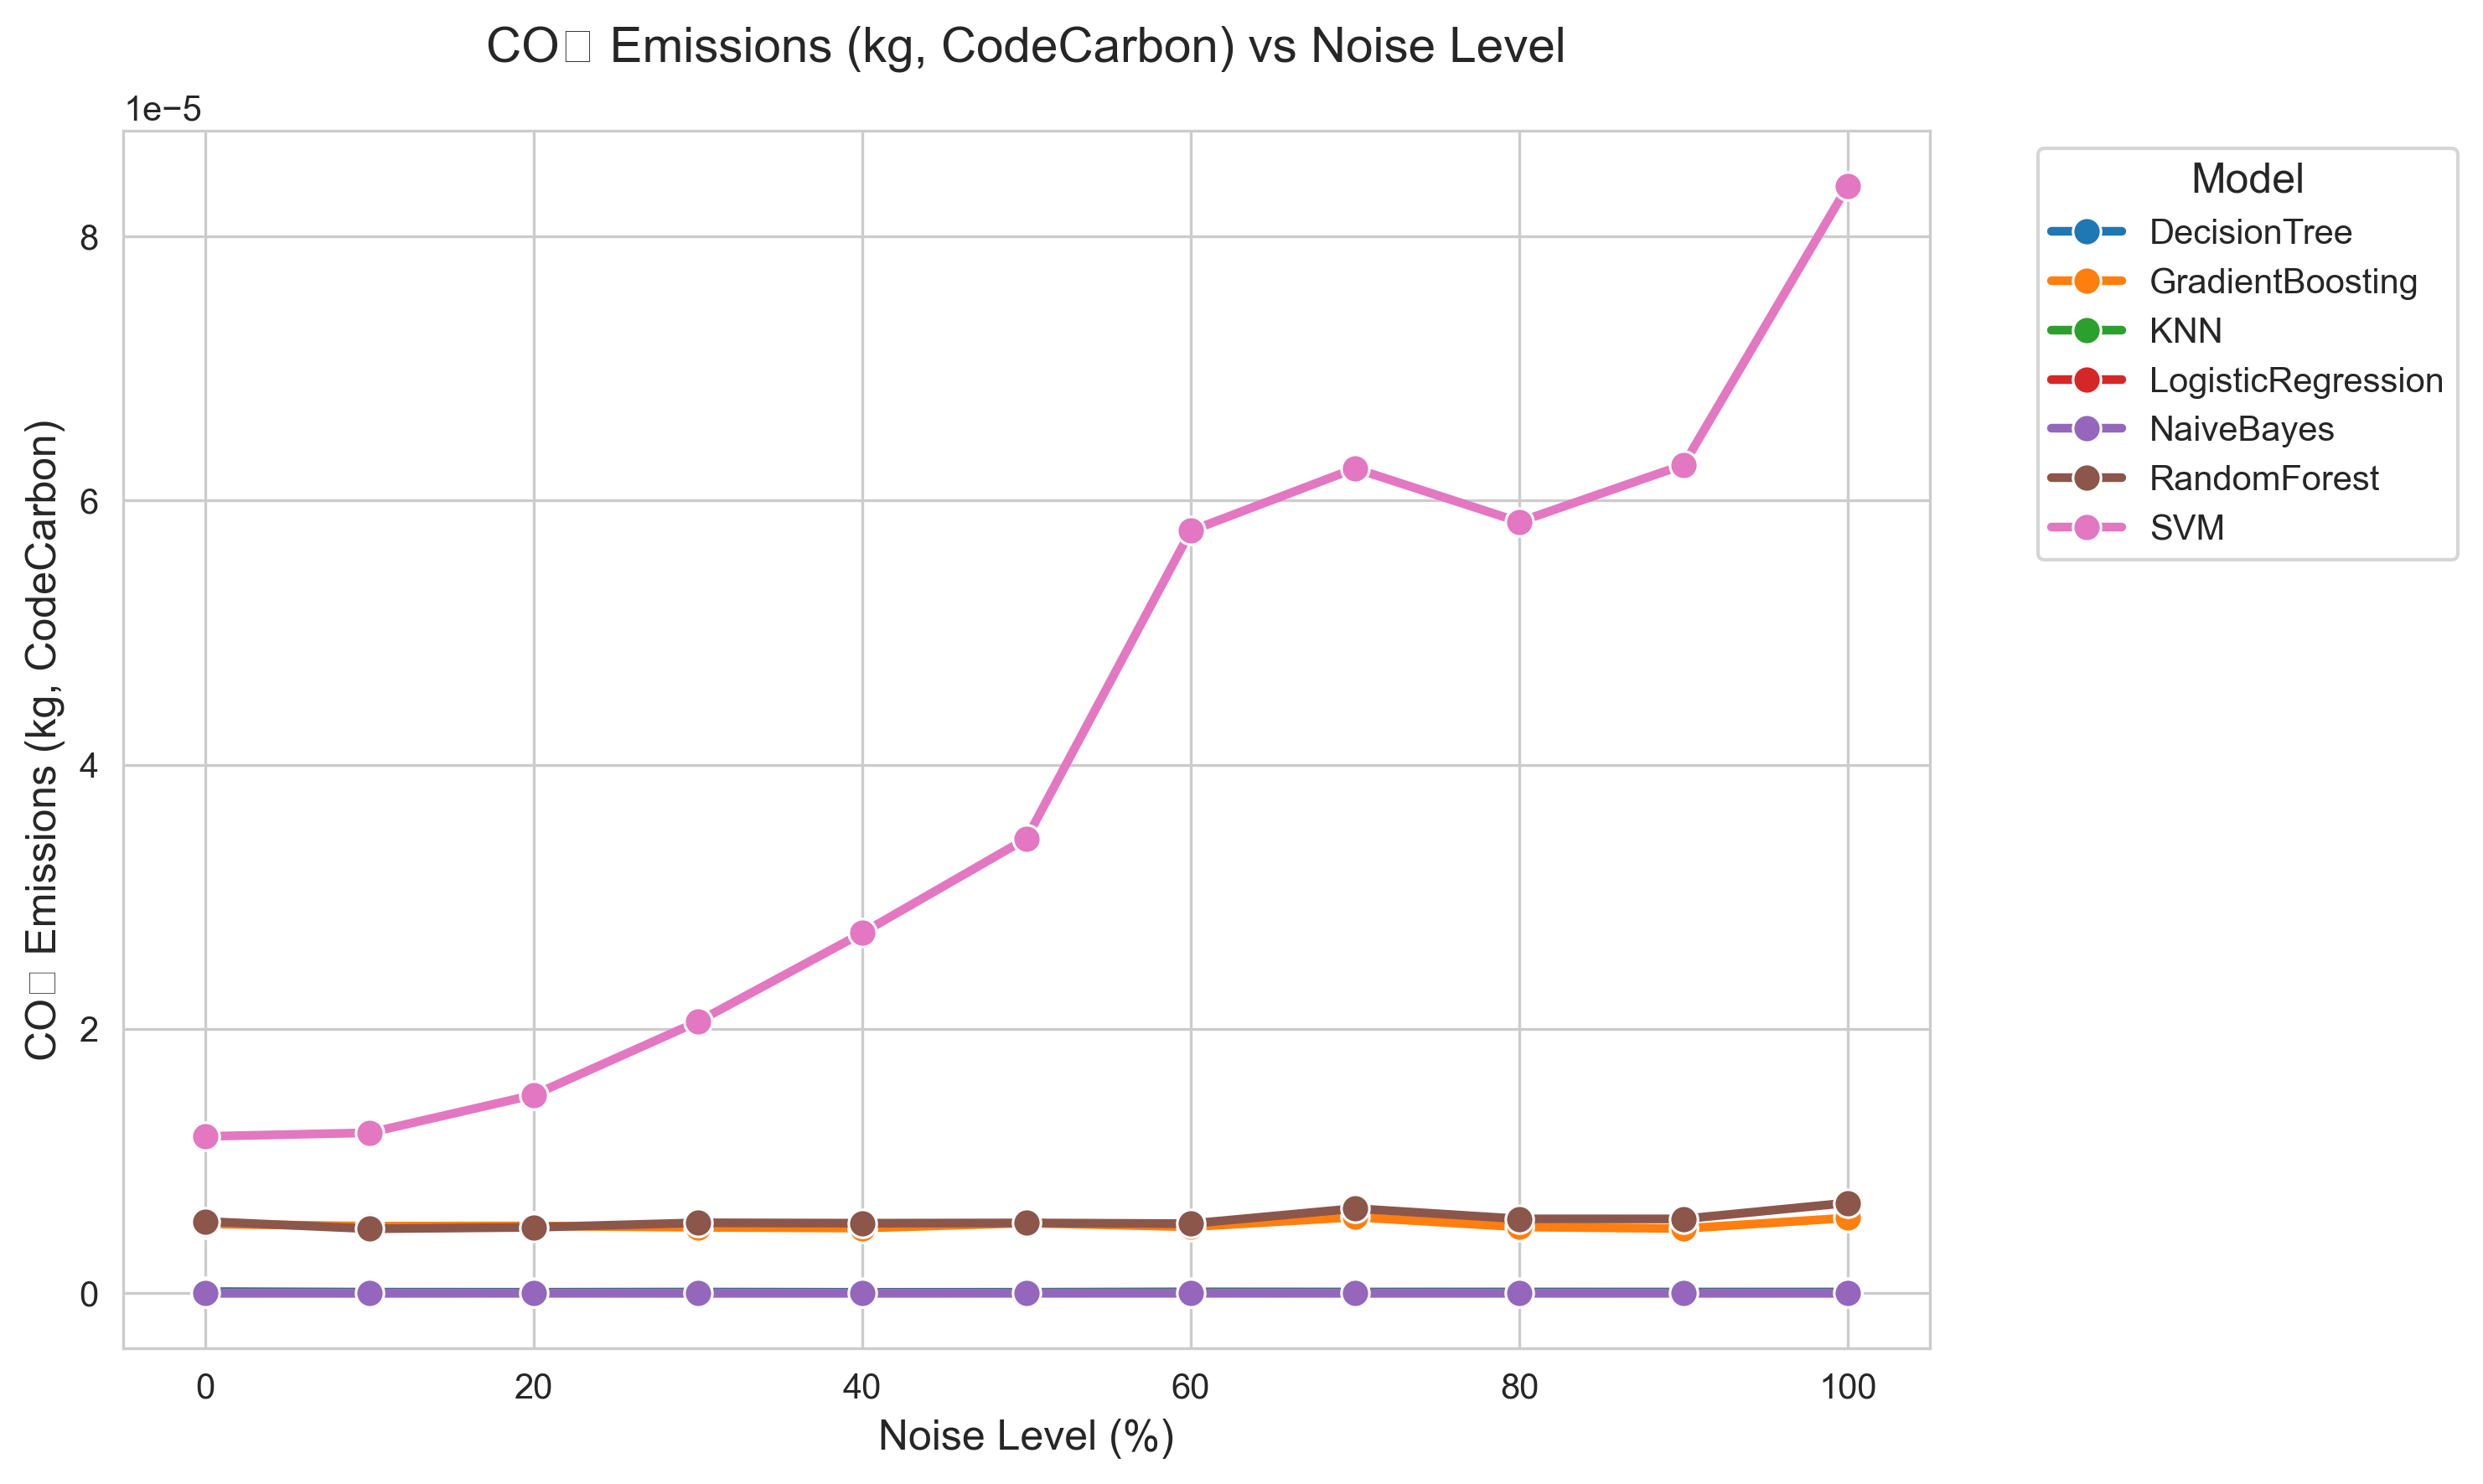 CO□ Emissions (kg, CodeCarbon) vs Noise Level
1e−5
8
6
4
2
0
CO□ Emissions (kg, CodeCarbon)
0 20 40 60 80 100
Noise Level (%)
Model
DecisionTree
GradientBoosting
KNN
LogisticRegression
NaiveBayes
RandomForest
SVM